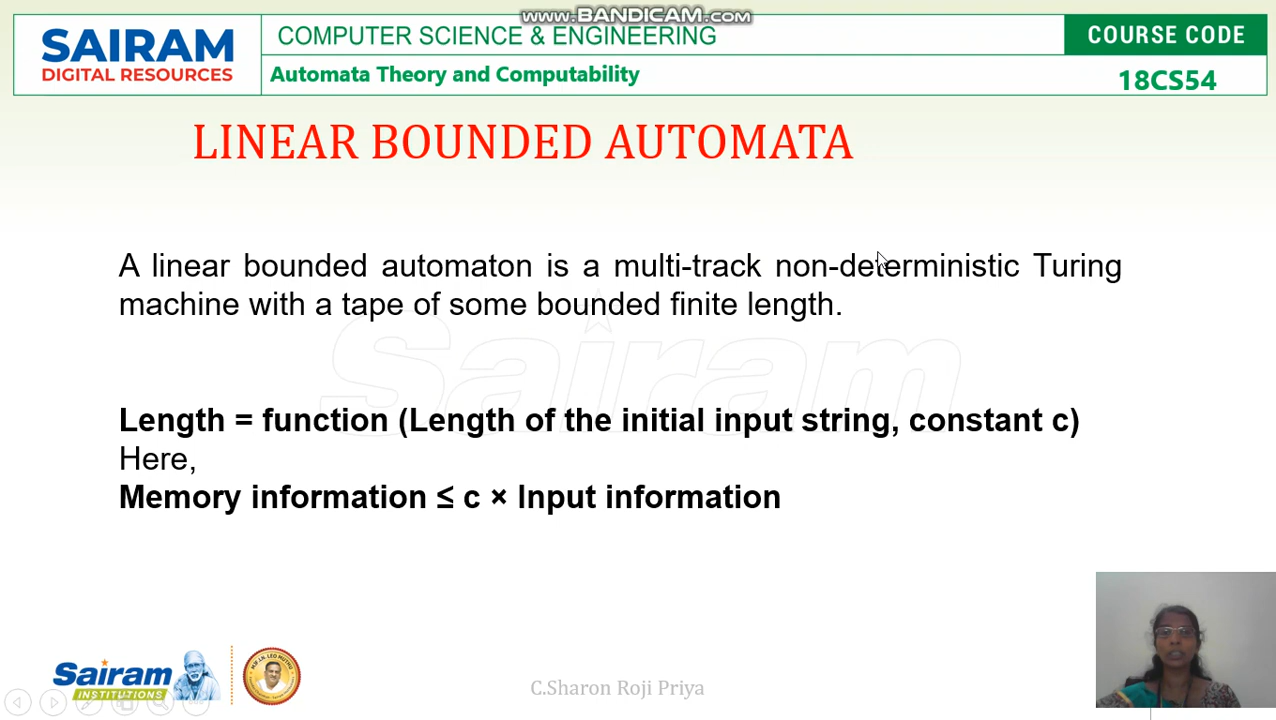 www.BANDICAM.com
SAIRAM
DIGITAL RESOURCES
COMPUTER SCIENCE & ENGINEERING
COURSE CODE
Automata Theory and Computability
18CS54
LINEAR BOUNDED AUTOMATA
A linear bounded automaton is a multi-track non-deterministic Turing
machine with a tape of some bounded finite length.
Sairam
Length = function (Length of the initial input string, constant c)
Here,
Memory information ≤ c × Input information
Sairam
INSTITUTIONS
C.Sharon Roji Priya